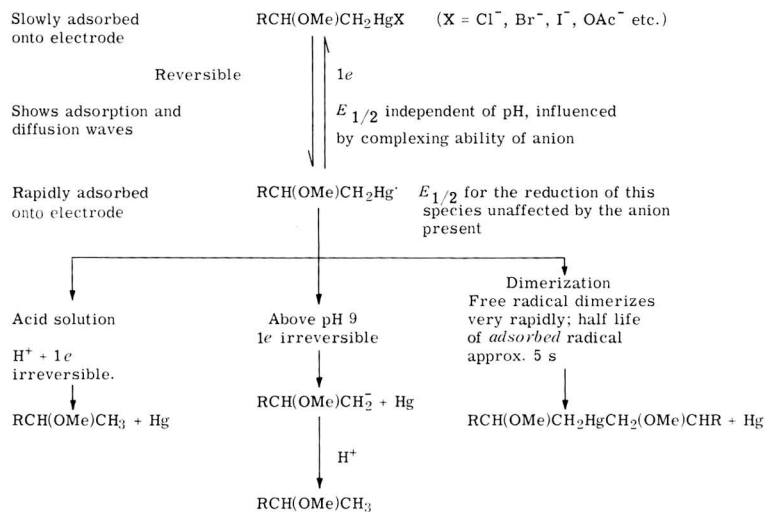 Slowly adsorbed
onto electrode
RCH(OMe)CH₂HgX (X = Cl⁻, Br⁻, I⁻, OAc⁻ etc.)
Reversible
1e
Shows adsorption and
diffusion waves
E₁/₂ independent of pH, influenced
by complexing ability of anion
Rapidly adsorbed
onto electrode
RCH(OMe)CH₂Hg·
E₁/₂ for the reduction of this
species unaffected by the anion
present
Acid solution
H⁺ + 1e
irreversible.
RCH(OMe)CH₃ + Hg
Above pH 9
1e irreversible
RCH(OMe)CH₂⁻ + Hg
H⁺
RCH(OMe)CH₃
Dimerization
Free radical dimerizes
very rapidly; half life
of adsorbed radical
approx. 5 s
RCH(OMe)CH₂HgCH₂(OMe)CHR + Hg